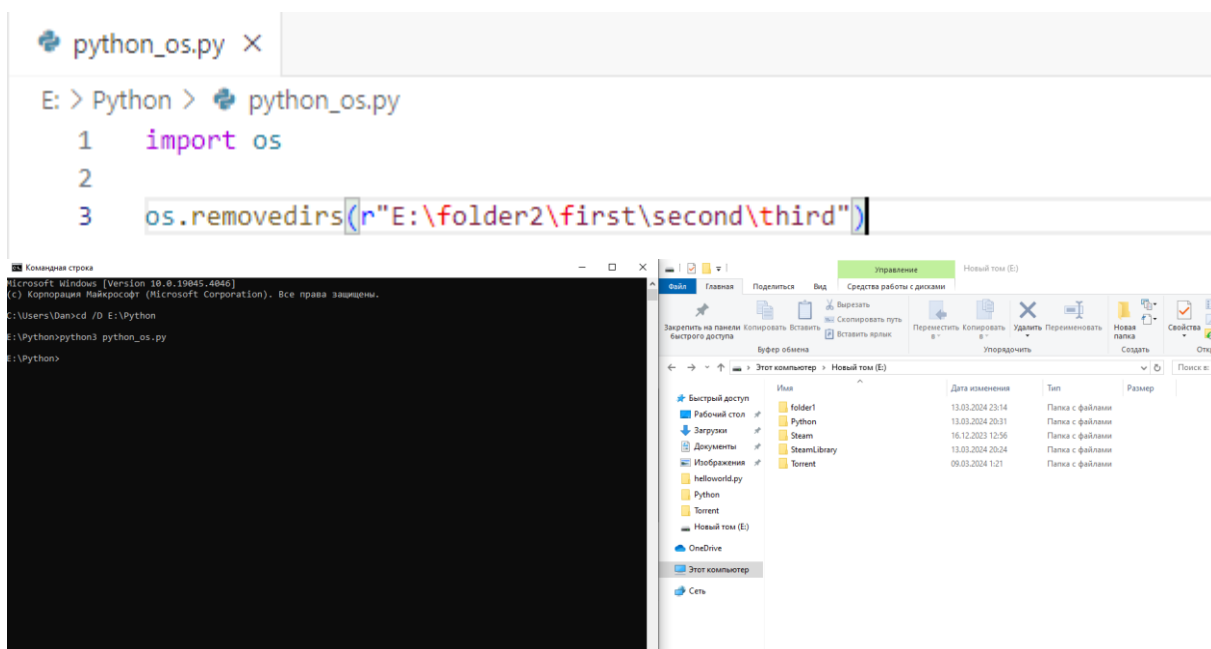 python_os.py ×
E: > Python > python_os.py
1 import os
2
3 os.removedirs(r"E:\folder2\first\second\third")
Командная строка
Microsoft Windows [Version 10.0.19045.4046]
(c) Корпорация Майкрософт (Microsoft Corporation). Все права защищены.
C:\Users\Dan>cd /D E:\Python
E:\Python>python3 python_os.py
E:\Python>
Управление
Новый том (E:)
Файл Главная Поделиться Вид Средства работы с дисками
Закрепить на панели быстрого доступа
Копировать
Вставить
Вырезать
Скопировать путь
Вставить ярлык
Буфер обмена
Переместить в
Копировать в
Удалить
Переименовать
Упорядочить
Новая папка
Создать
Свойства
Этот компьютер > Новый том (E:)
Поиск в:
Имя Дата изменения Тип Размер
folder1 13.03.2024 23:14 Папка с файлами
Python 13.03.2024 20:31 Папка с файлами
Steam 16.12.2023 12:56 Папка с файлами
SteamLibrary 13.03.2024 20:24 Папка с файлами
Torrent 09.03.2024 1:21 Папка с файлами
Быстрый доступ
Рабочий стол
Загрузки
Документы
Изображения
helloworld.py
Python
Torrent
Новый том (E:)
OneDrive
Этот компьютер
Сеть